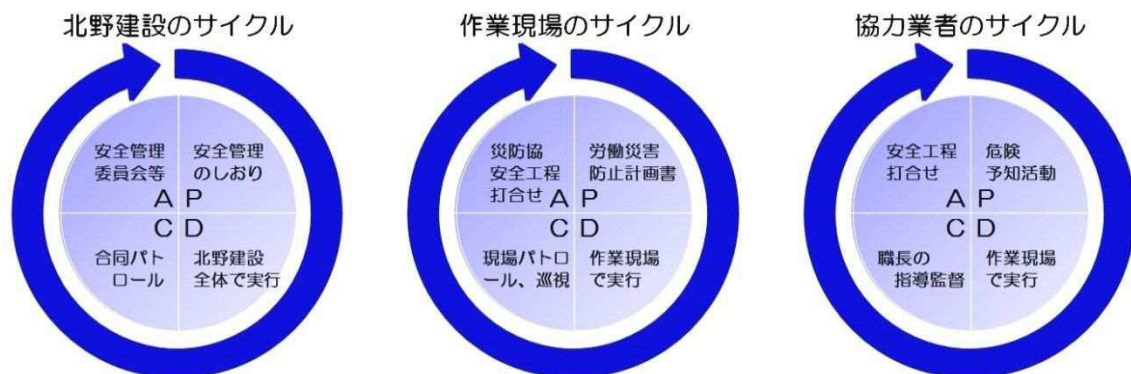 北野建設のサイクル
安全管理
委員会等
A
安全管理
のしおり
P
C
合同パト
ロール
D
北野建設
全体で実行
作業現場のサイクル
災防協
安全工程
打合せ
A
労働災害
防止計画書
P
C
現場パトロ
ール、巡視
D
作業現場
で実行
協力業者のサイクル
安全工程
打合せ
A
危険
予知活動
P
C
職長の
指導監督
D
作業現場
で実行